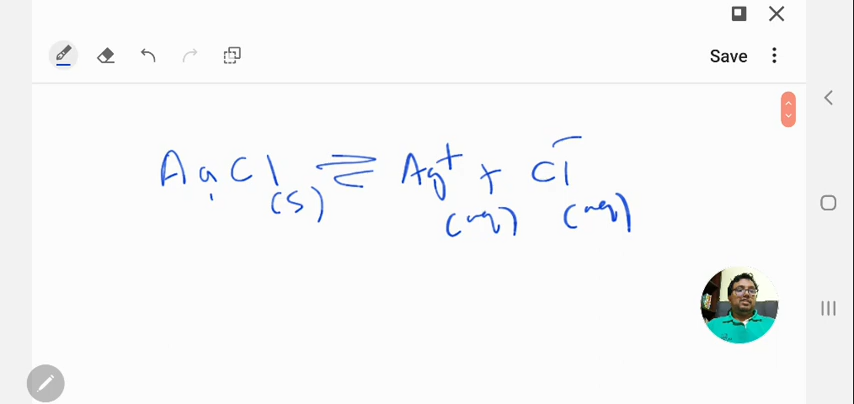 Save
AgCl(s) ⇌ Ag⁺(aq) + Cl⁻(aq)